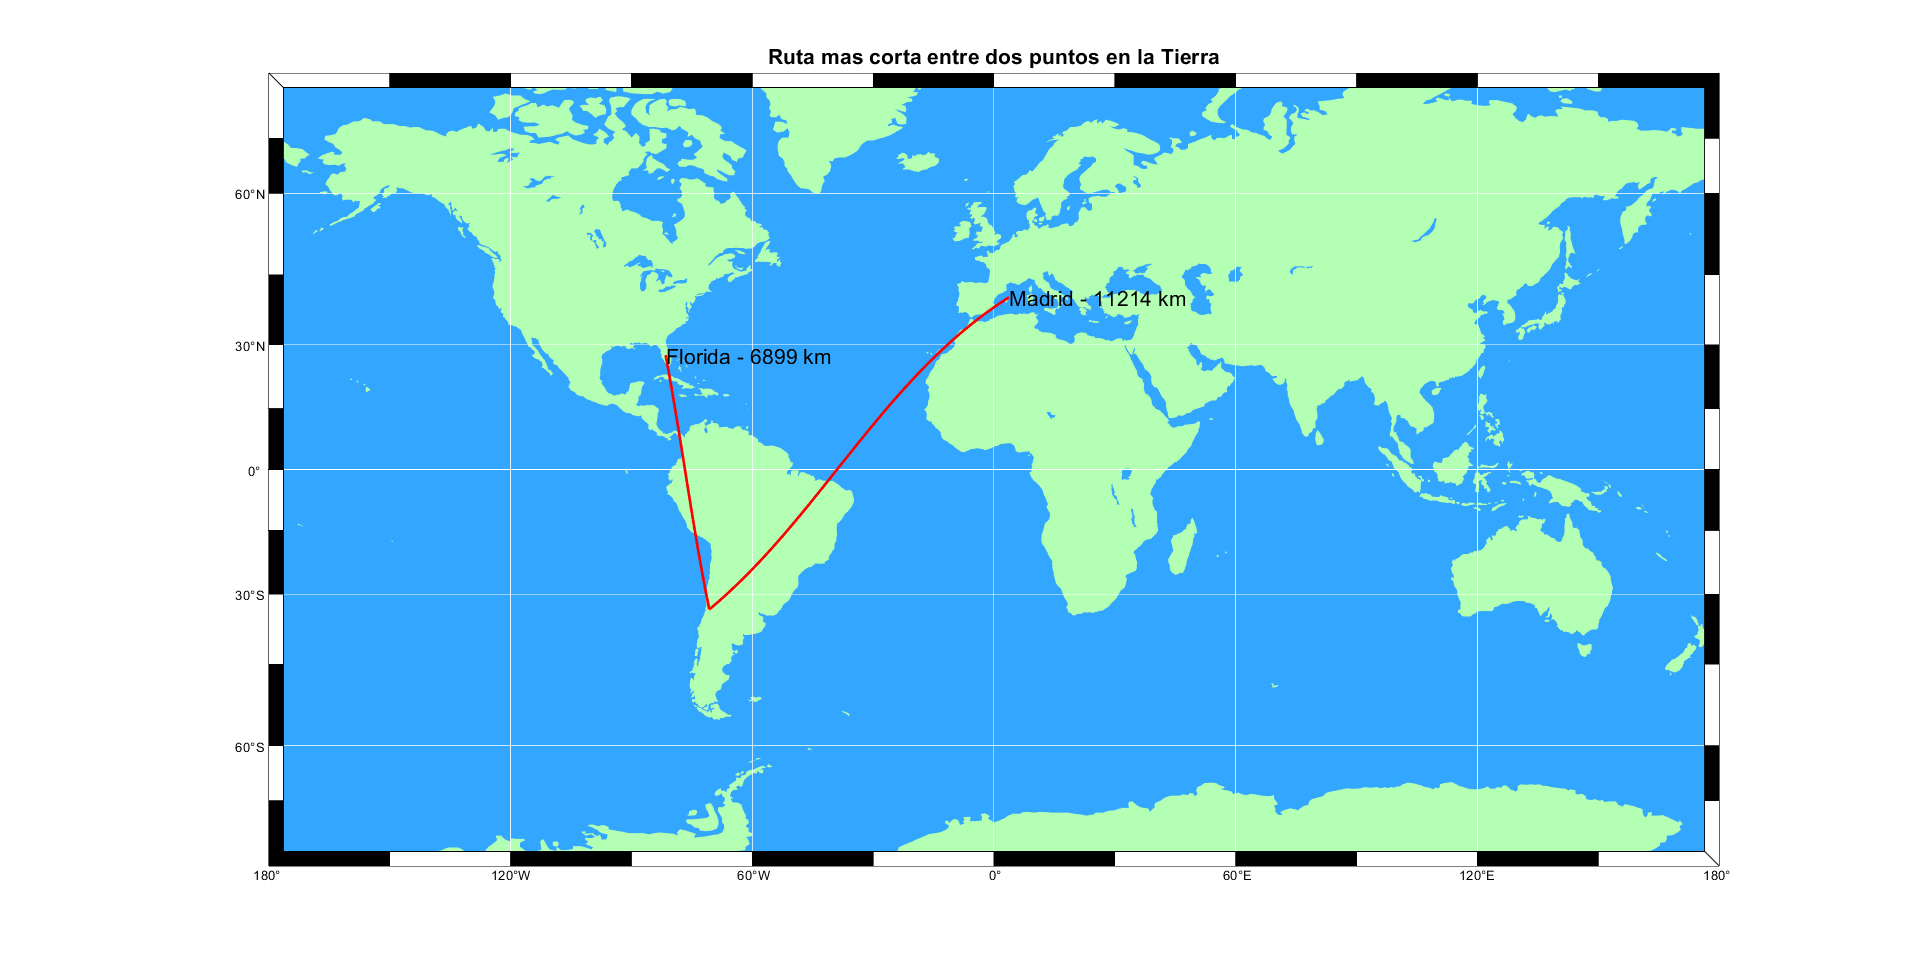 Ruta mas corta entre dos puntos en la Tierra
60°N
Madrid - 11214 km
30°N
Florida - 6899 km
0°
30°S
60°S
180°
120°W
60°W
0°
60°E
120°E
180°